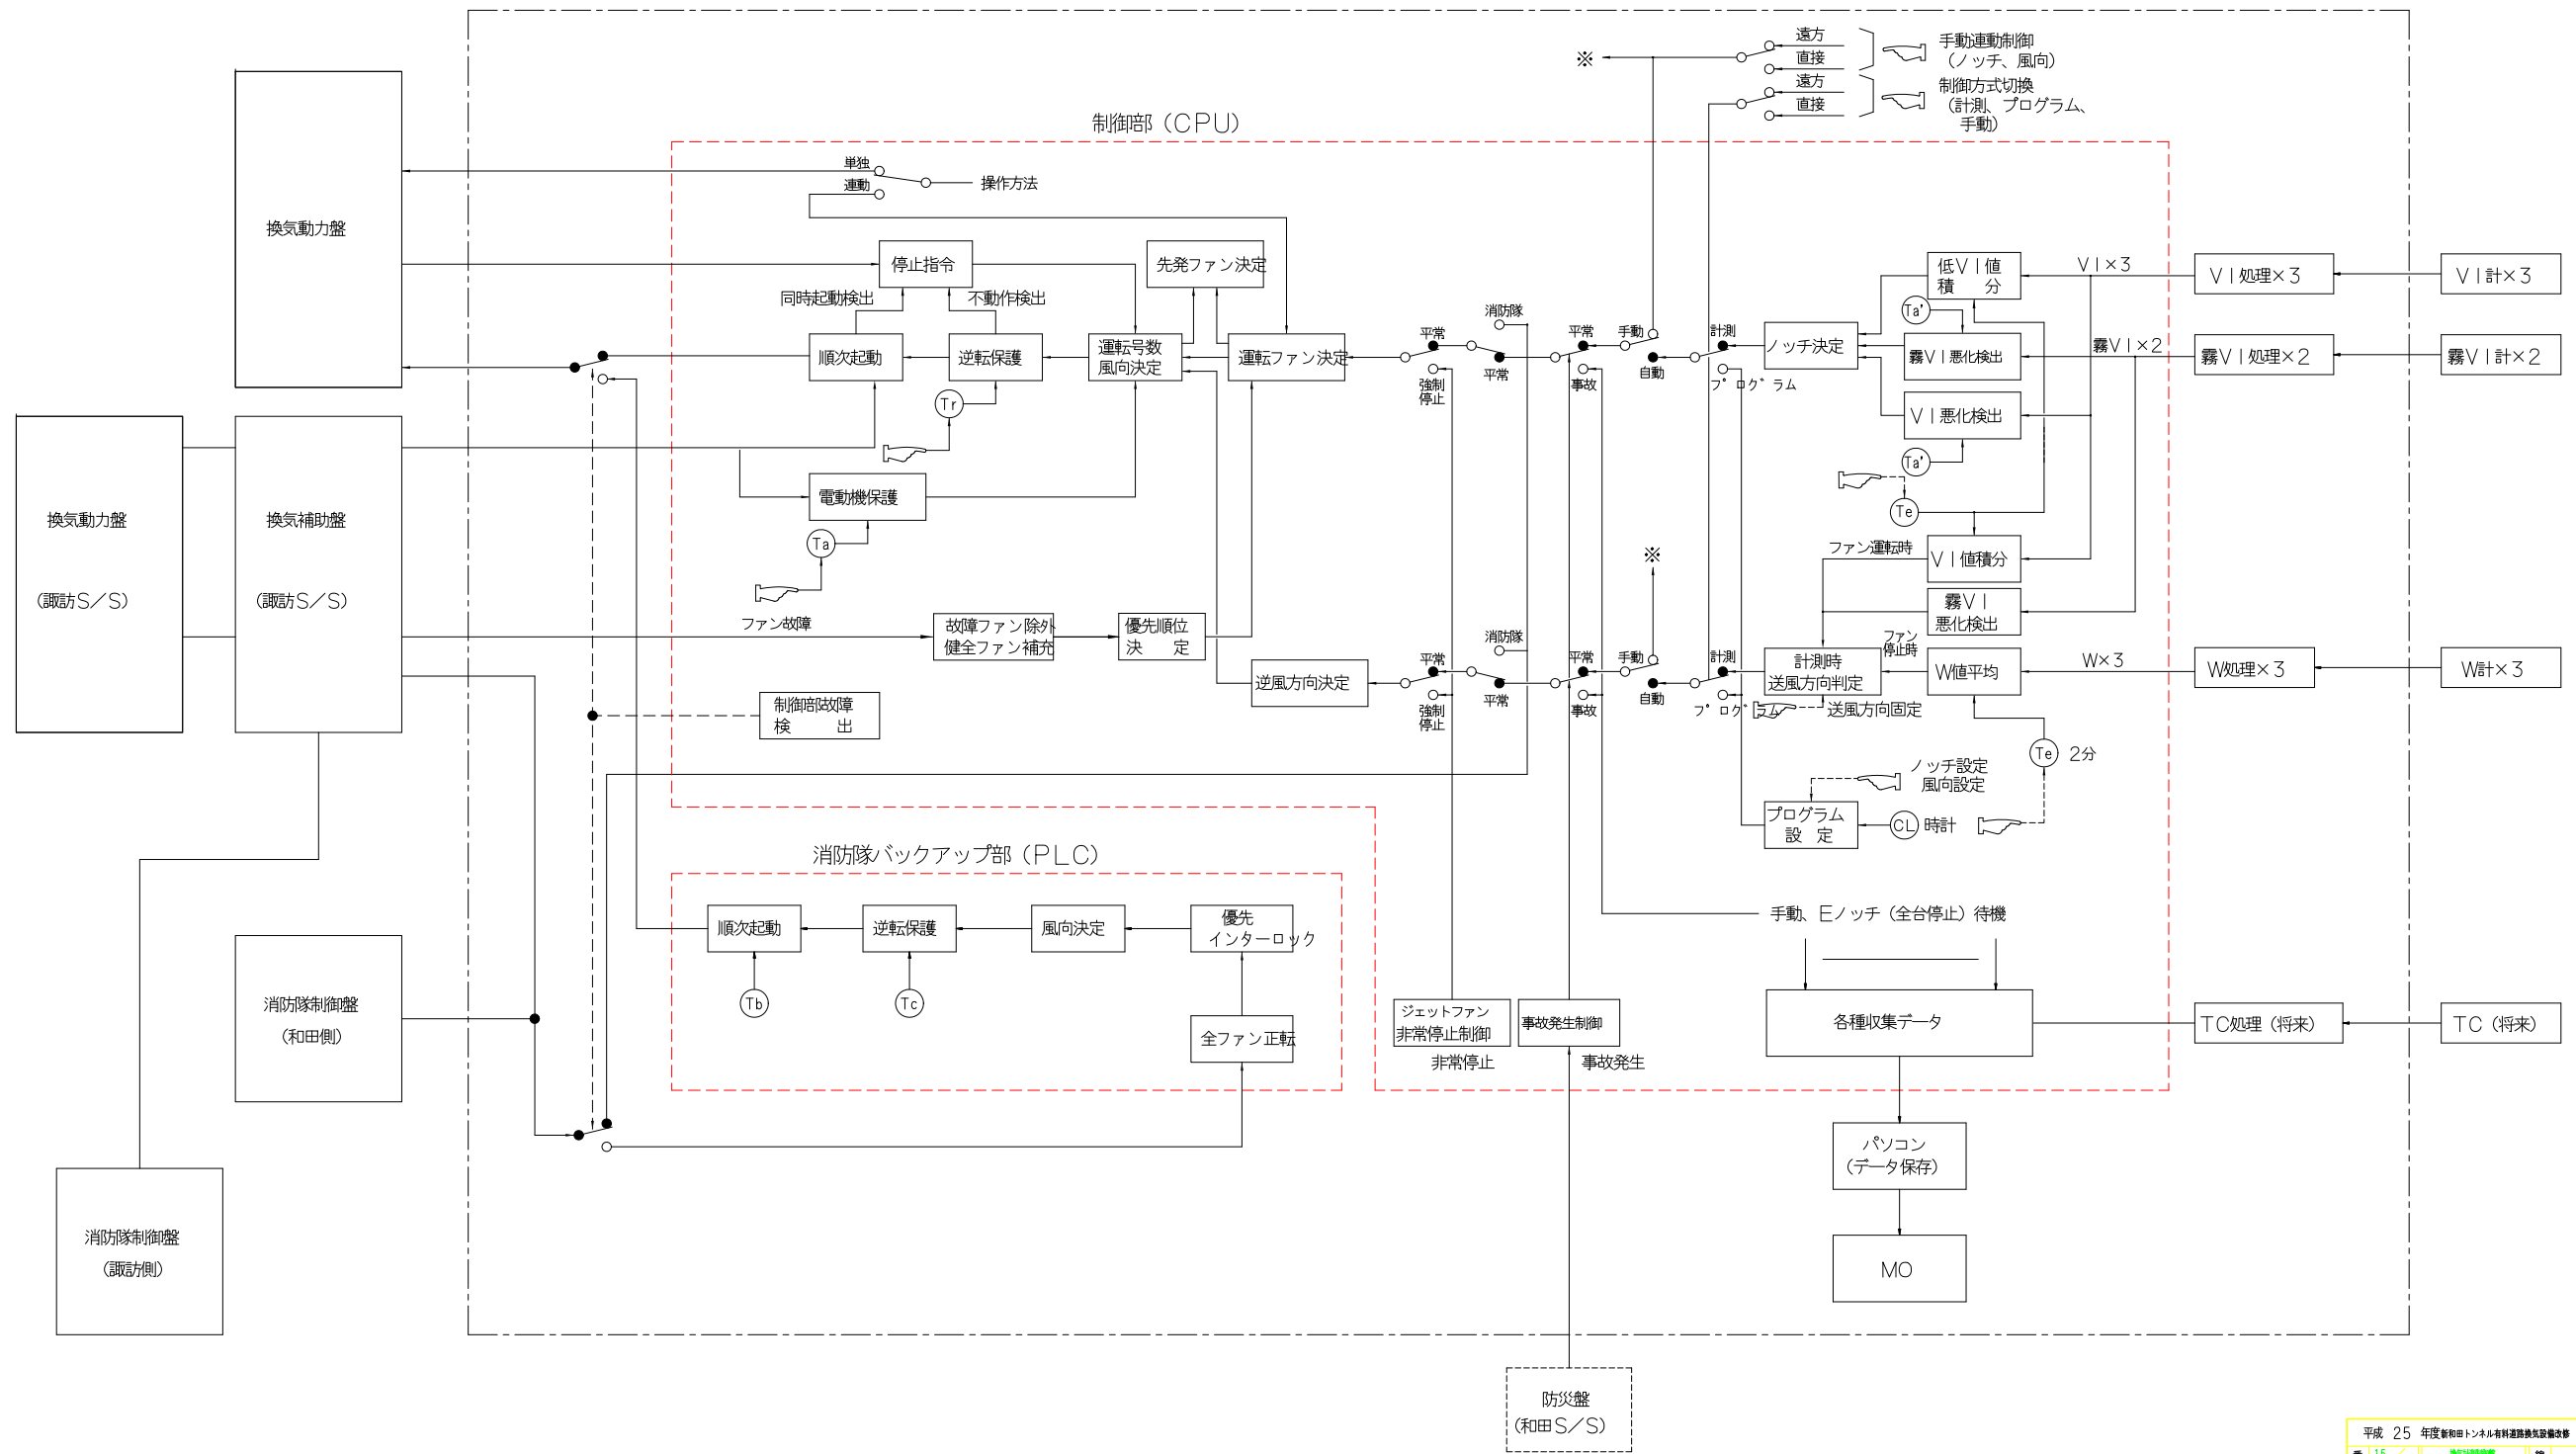 遠方
直接
手動連動制御
(ノッチ、風向)
遠方
直接
制御方式切換
(計測、プログラム、
手動)
※
制御部(CPU)
単独
連動
操作方法
換気動力盤
停止指令
先発ファン決定
同時起動検出
不動作検出
順次起動
逆転保護
運転号数
風向決定
運転ファン決定
平常
強制
停止
消防隊
平常
平常
事故
手動
自動
計測
プログラム
ノッチ決定
低VI値
積 分
Ta'
霧VI悪化検出
VI悪化検出
Ta'
Te
VI×3
VI処理×3
VI計×3
霧VI×2
霧VI処理×2
霧VI計×2
Tr
電動機保護
Ta
換気動力盤
(諏訪S/S)
換気補助盤
(諏訪S/S)
※
ファン運転時
VI値積分
霧VI
悪化検出
ファン
停止時
ファン故障
故障ファン除外
健全ファン補充
優先順位
決 定
逆風方向決定
平常
強制
停止
消防隊
平常
平常
事故
手動
自動
計測
プログラム
計測時
送風方向判定
送風方向固定
W値平均
W×3
W処理×3
W計×3
制御部故障
検 出
Te
2分
ノッチ設定
風向設定
プログラム
設 定
CL
時計
消防隊バックアップ部(PLC)
順次起動
逆転保護
風向決定
優先
インターロック
Tb
Tc
全ファン正転
手動、Eノッチ(全台停止)待機
消防隊制御盤
(和田側)
ジェットファン
非常停止制御
非常停止
事故発生制御
事故発生
各種収集データ
TC処理(将来)
TC(将来)
パソコン
(データ保存)
MO
消防隊制御盤
(諏訪側)
防災盤
(和田S/S)
平成 25 年度新和田トンネル有料道路換気設備改修